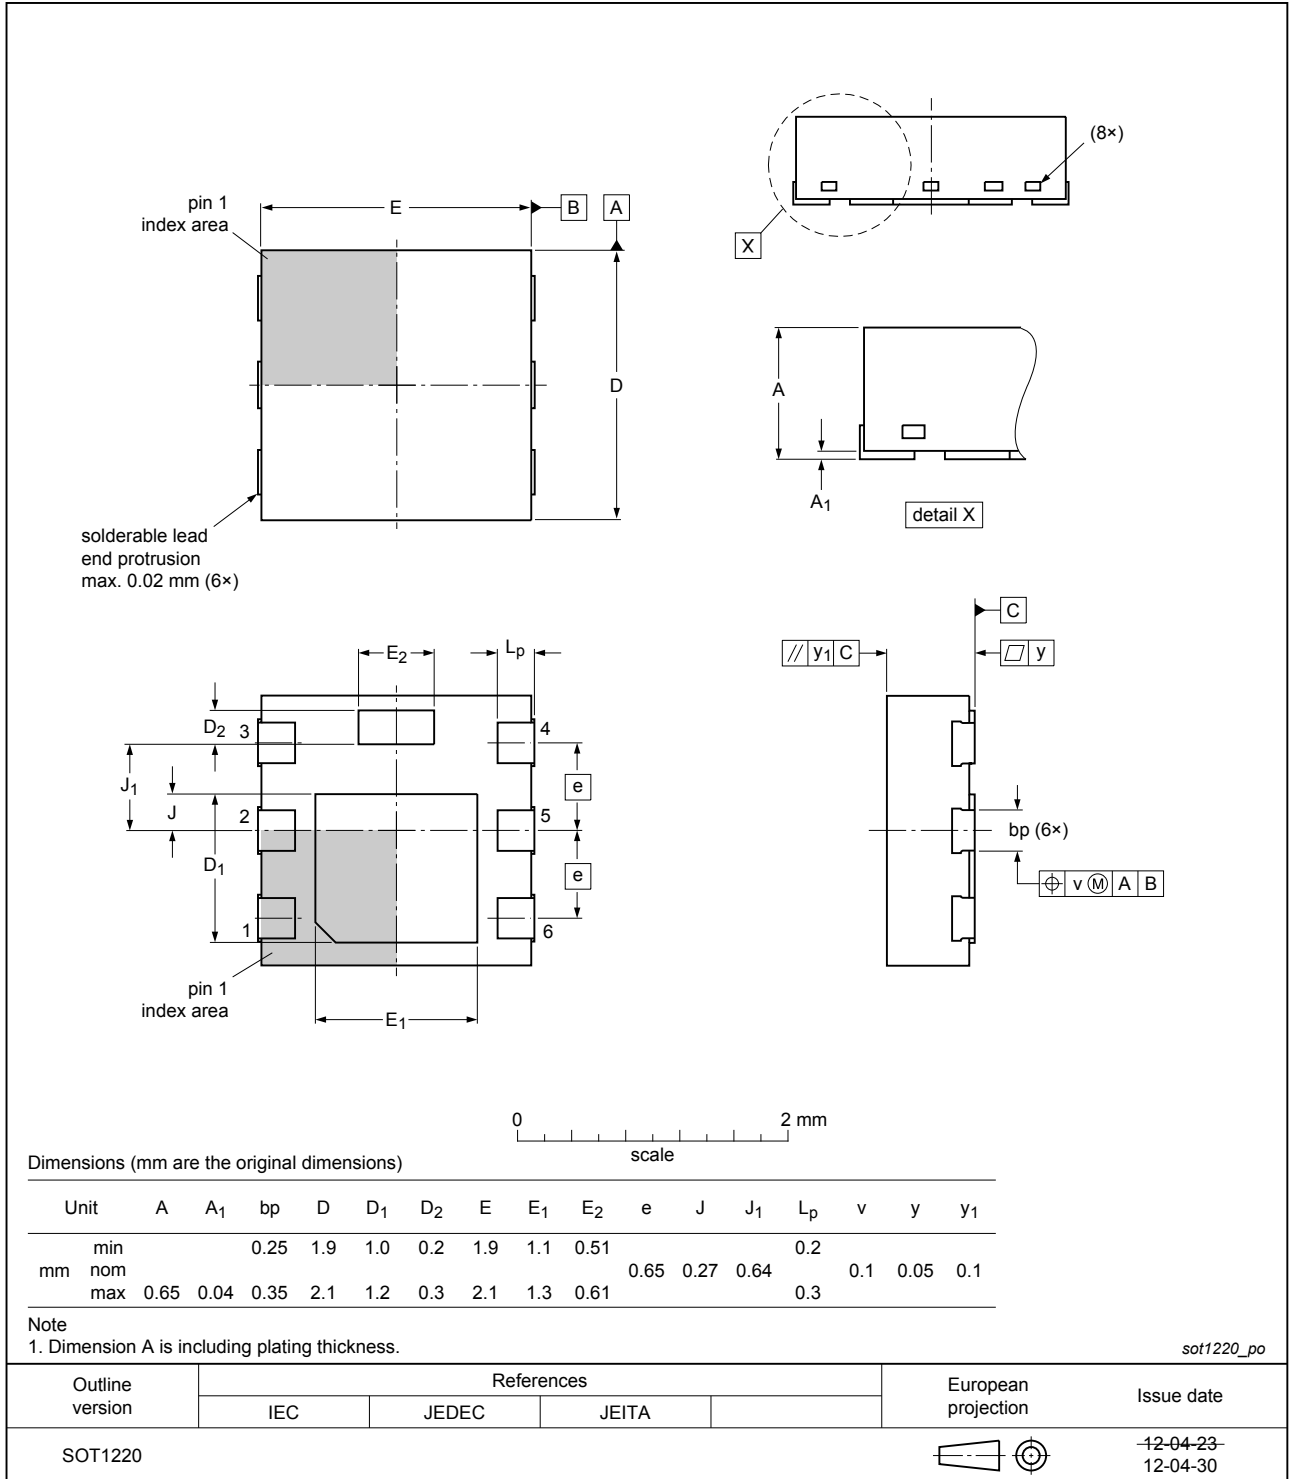 (8×)
pin 1
index area
E
B
A
X
D
A
A1
detail X
solderable lead
end protrusion
max. 0.02 mm (6×)
C
// y1 C
y
E2
Lp
D2
3
4
J1
J
e
2
5
D1
e
1
6
bp (6×)
v M A B
pin 1
index area
E1
0
2 mm
scale
Dimensions (mm are the original dimensions)
Unit A A1 bp D D1 D2 E E1 E2 e J J1 Lp v y y1
min 0.25 1.9 1.0 0.2 1.9 1.1 0.51 0.2
mm nom 0.65 0.27 0.64 0.1 0.05 0.1
max 0.65 0.04 0.35 2.1 1.2 0.3 2.1 1.3 0.61 0.3
Note
1. Dimension A is including plating thickness.
sot1220_po
Outline
version
References
IEC JEDEC JEITA
European
projection
Issue date
SOT1220
12-04-23
12-04-30